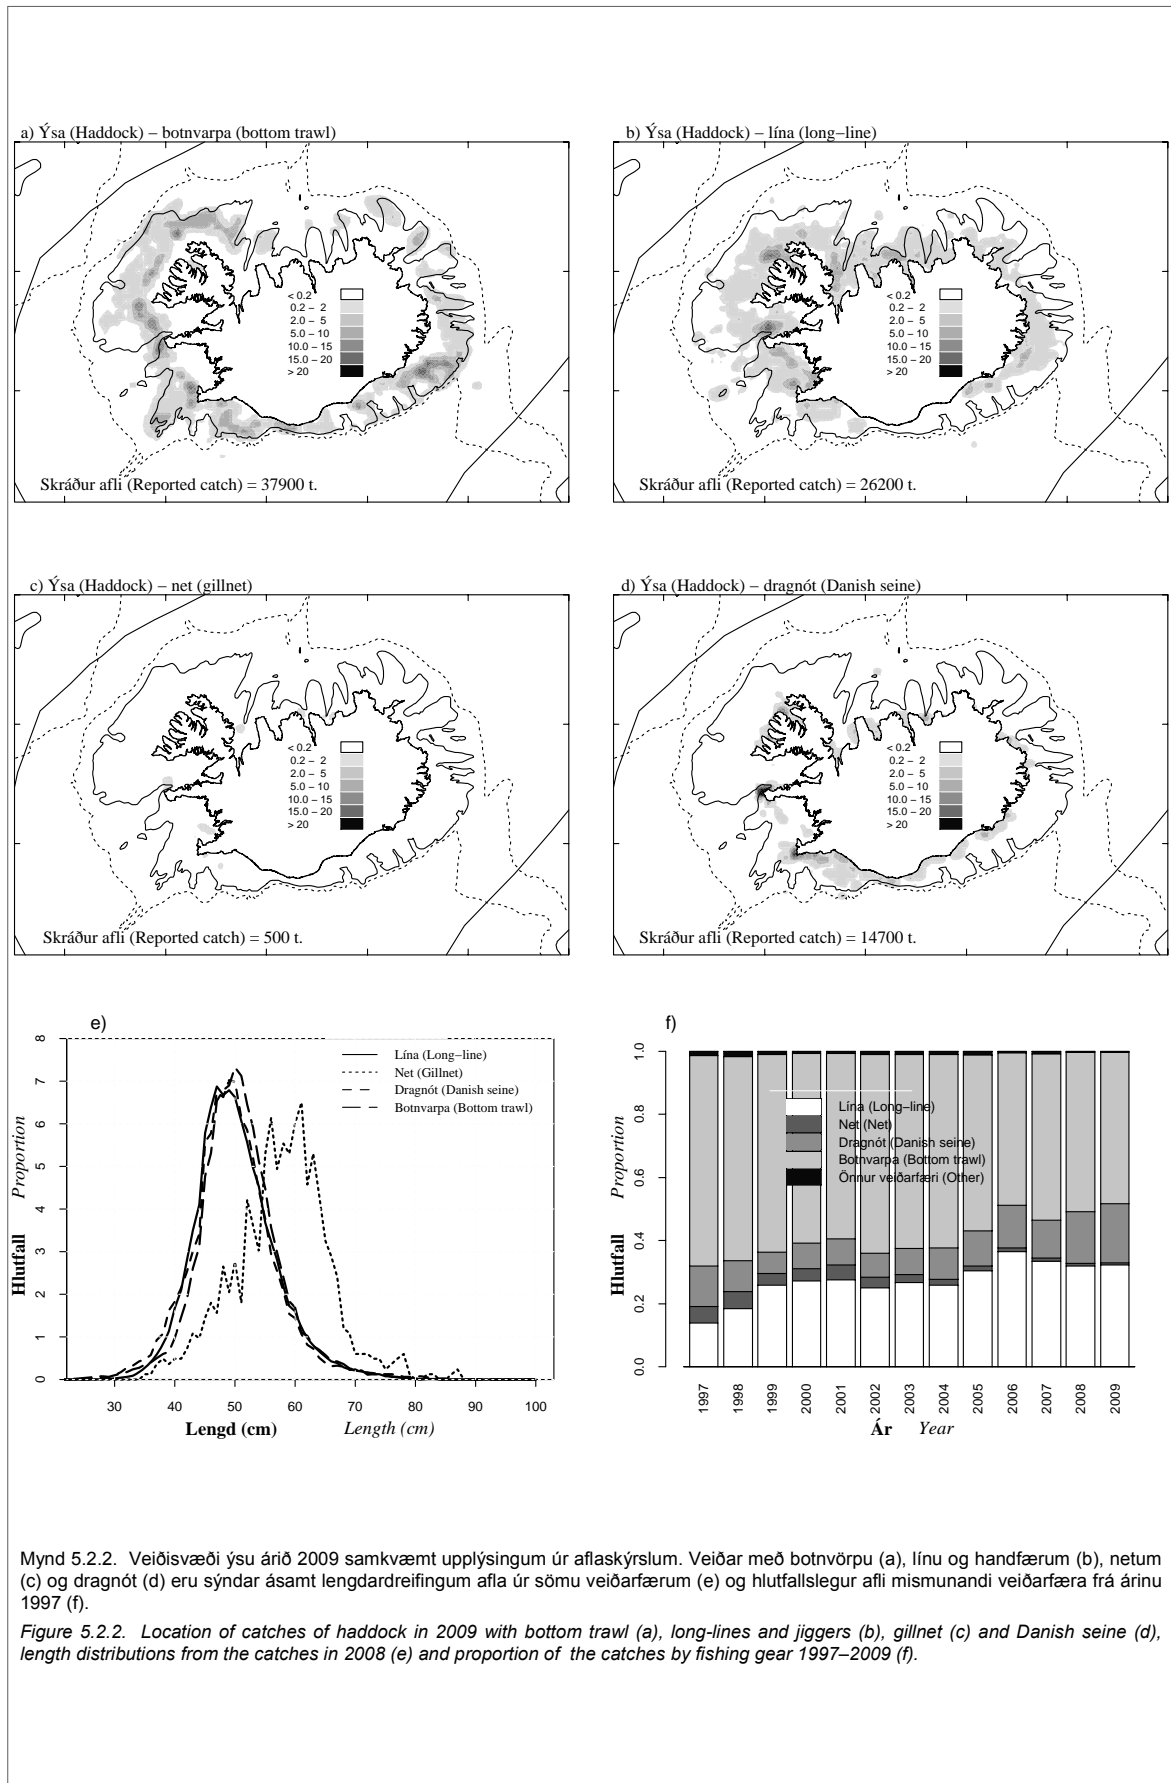 a) Ýsa (Haddock) – botnvarpa (bottom trawl)
< 0.2
0.2 – 2
2.0 – 5
5.0 – 10
10.0 – 15
15.0 – 20
> 20
Skráður afli (Reported catch) = 37900 t.
b) Ýsa (Haddock) – lína (long–line)
< 0.2
0.2 – 2
2.0 – 5
5.0 – 10
10.0 – 15
15.0 – 20
> 20
Skráður afli (Reported catch) = 26200 t.
c) Ýsa (Haddock) – net (gillnet)
< 0.2
0.2 – 2
2.0 – 5
5.0 – 10
10.0 – 15
15.0 – 20
> 20
Skráður afli (Reported catch) = 500 t.
d) Ýsa (Haddock) – dragnót (Danish seine)
< 0.2
0.2 – 2
2.0 – 5
5.0 – 10
10.0 – 15
15.0 – 20
> 20
Skráður afli (Reported catch) = 14700 t.
e)
Hlutfall Proportion
8
7
6
5
4
3
2
1
0
Lína (Long–line)
Net (Gillnet)
Dragnót (Danish seine)
Botnvarpa (Bottom trawl)
30 40 50 60 70 80 90 100
Lengd (cm) Length (cm)
f)
Hlutfall Proportion
1.0
0.8
0.6
0.4
0.2
0.0
Lína (Long–line)
Net (Net)
Dragnót (Danish seine)
Botnvarpa (Bottom trawl)
Önnur veiðarfæri (Other)
1997 1998 1999 2000 2001 2002 2003 2004 2005 2006 2007 2008 2009
Ár Year
Mynd 5.2.2. Veiðisvæði ýsu árið 2009 samkvæmt upplýsingum úr aflaskýrslum. Veiðar með botnvörpu (a), línu og handfærum (b), netum
(c) og dragnót (d) eru sýndar ásamt lengdardreifingum afla úr sömu veiðarfærum (e) og hlutfallslegur afli mismunandi veiðarfæra frá árinu
1997 (f).
Figure 5.2.2. Location of catches of haddock in 2009 with bottom trawl (a), long-lines and jiggers (b), gillnet (c) and Danish seine (d),
length distributions from the catches in 2008 (e) and proportion of the catches by fishing gear 1997–2009 (f).